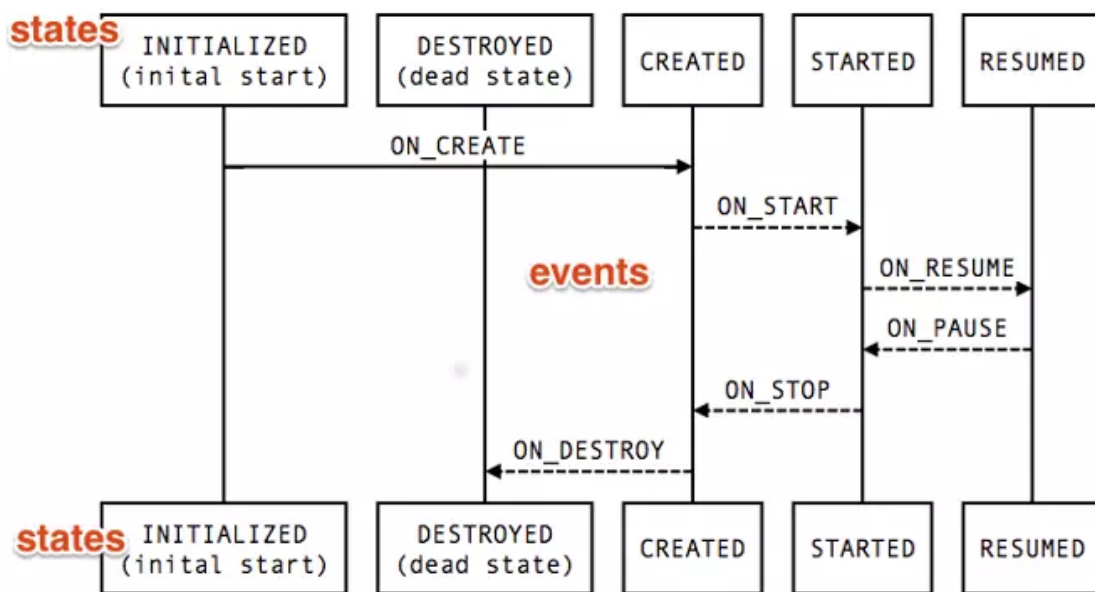 states
INITIALIZED
(inital start)
DESTROYED
(dead state)
CREATED
STARTED
RESUMED
ON_CREATE
ON_START
events
ON_RESUME
ON_PAUSE
ON_STOP
ON_DESTROY
states
INITIALIZED
(inital start)
DESTROYED
(dead state)
CREATED
STARTED
RESUMED